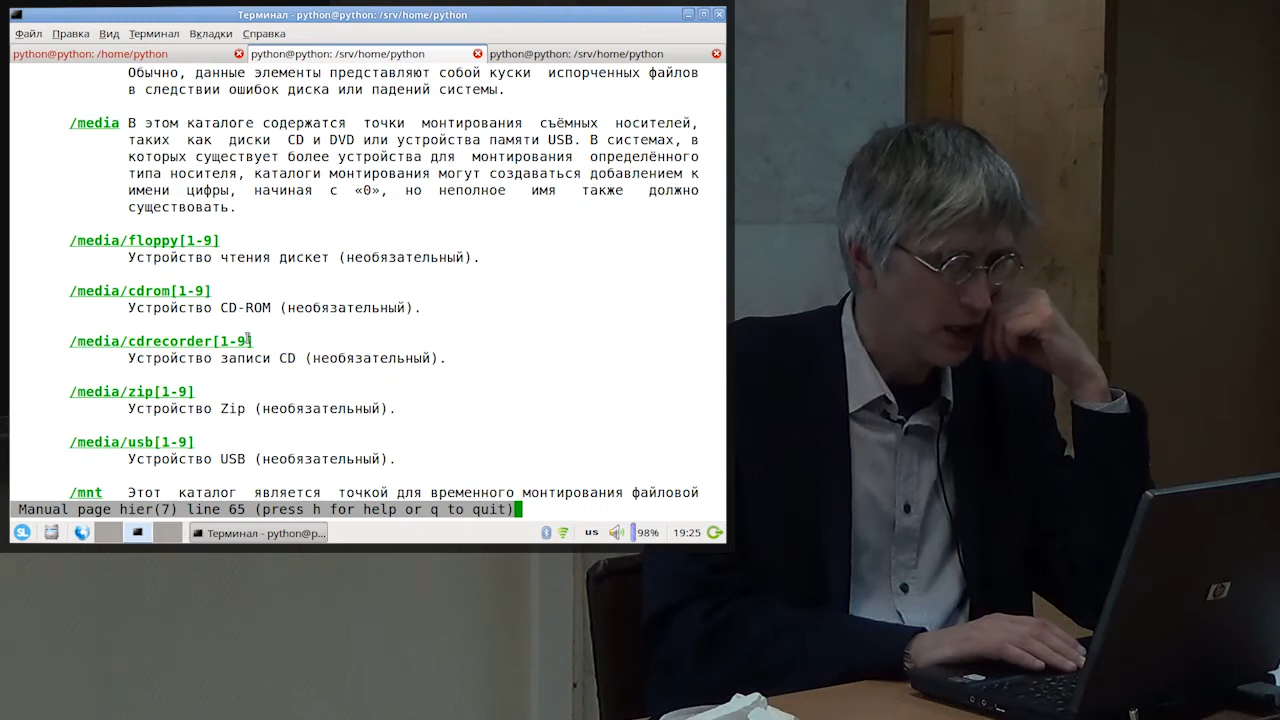 Терминал - python@python: /srv/home/python
Файл Правка Вид Терминал Вкладки Справка
python@python: /home/python python@python: /srv/home/python python@python: /srv/home/python
Обычно, данные элементы представляют собой куски испорченных файлов
в следствии ошибок диска или падений системы.
/media В этом каталоге содержатся точки монтирования съёмных носителей,
таких как диски CD и DVD или устройства памяти USB. В системах, в
которых существует более устройства для монтирования определённого
типа носителя, каталоги монтирования могут создаваться добавлением к
имени цифры, начиная с «0», но неполное имя также должно
существовать.
/media/floppy[1-9]
Устройство чтения дискет (необязательный).
/media/cdrom[1-9]
Устройство CD-ROM (необязательный).
/media/cdrecorder[1-9]
Устройство записи CD (необязательный).
/media/zip[1-9]
Устройство Zip (необязательный).
/media/usb[1-9]
Устройство USB (необязательный).
/mnt Этот каталог является точкой для временного монтирования файловой
Manual page hier(7) line 65 (press h for help or q to quit)
Терминал - python@p... us 98% 19:25
hp